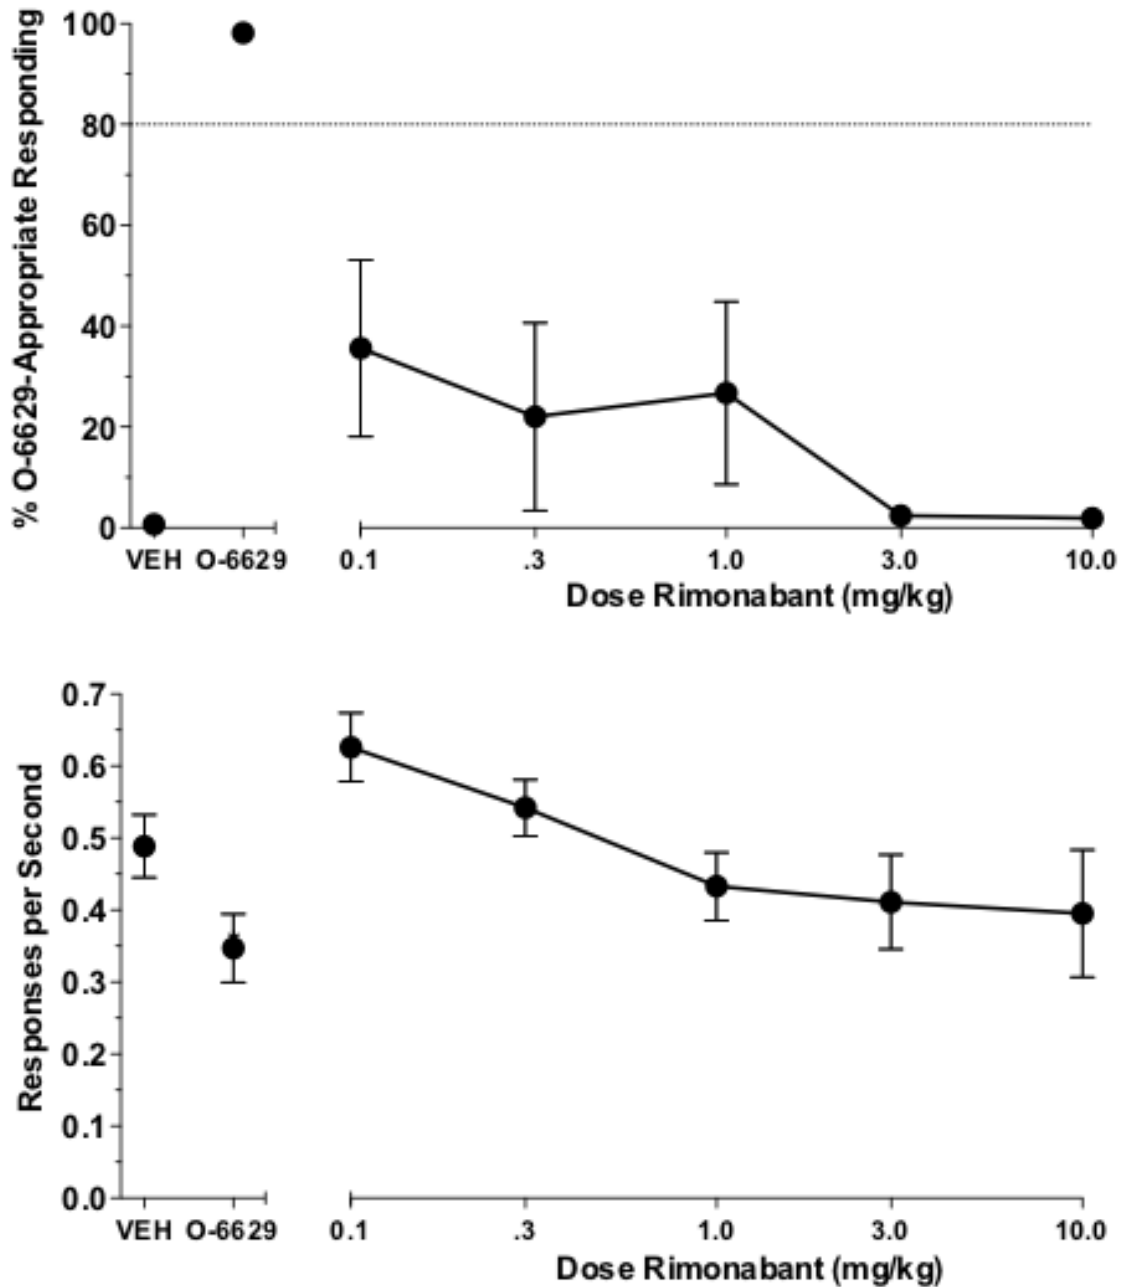 % O-6629-Appropriate Responding
100
80
60
40
20
0
VEH O-6629 0.1 .3 1.0 3.0 10.0
Dose Rimonabant (mg/kg)
Responses per Second
0.7
0.6
0.5
0.4
0.3
0.2
0.1
0.0
VEH O-6629 0.1 .3 1.0 3.0 10.0
Dose Rimonabant (mg/kg)